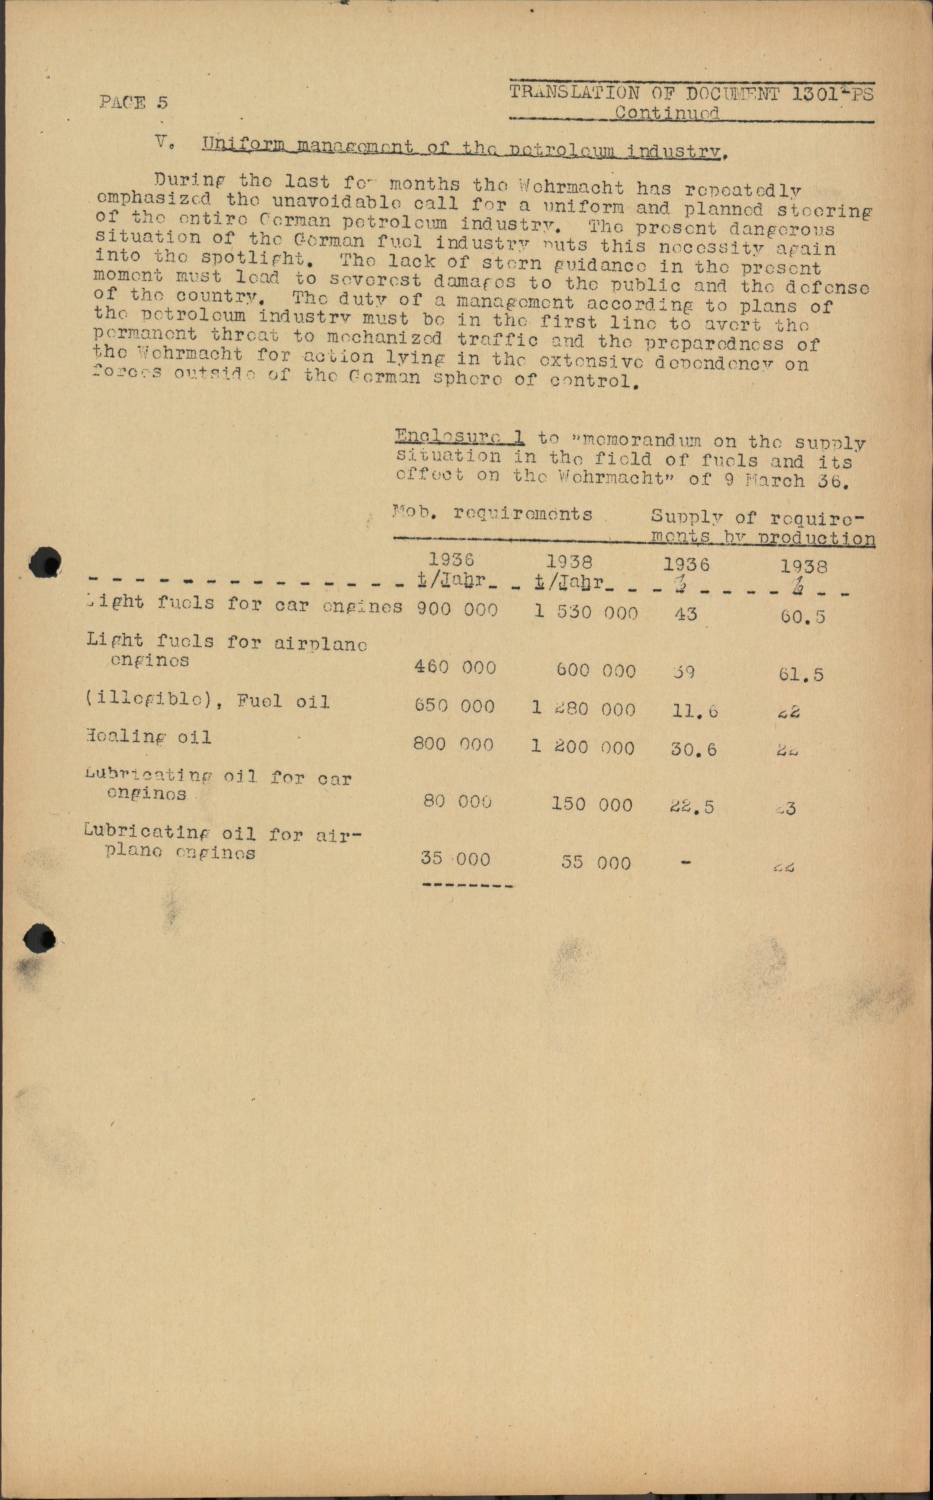 PAGE 5
TRANSLATION OF DOCUMENT 1301-PS
Continued
V. Uniform management of the petroleum industry.
During the last few months the Wehrmacht has repeatedly
emphasized the unavoidable call for a uniform and planned steering
of the entire German petroleum industry. The present dangerous
situation of the German fuel industry puts this necessity again
into the spotlight. The lack of stern guidance in the present
moment must lead to severest damages to the public and the defense
of the country. The duty of a management according to plans of
the petroleum industry must be in the first line to avert the
permanent threat to mechanized traffic and the preparedness of
the Wehrmacht for action lying in the extensive dependency on
forces outside of the German sphere of control.
Enclosure 1 to "memorandum on the supply
situation in the field of fuels and its
effect on the Wehrmacht" of 9 March 36.
Mob. requirements Supply of require-
ments by production
1936 1938 1936 1938
t/Jahr t/Jahr % %
Light fuels for car engines 900 000 1 530 000 43 60.5
Light fuels for airplane
engines 460 000 600 000 39 61.5
(illegible), Fuel oil 650 000 1 280 000 11.6 22
Healing oil 800 000 1 200 000 30.6
Lubricating oil for car
engines 80 000 150 000 22.5
Lubricating oil for air-
plane engines 35 000 55 000 -